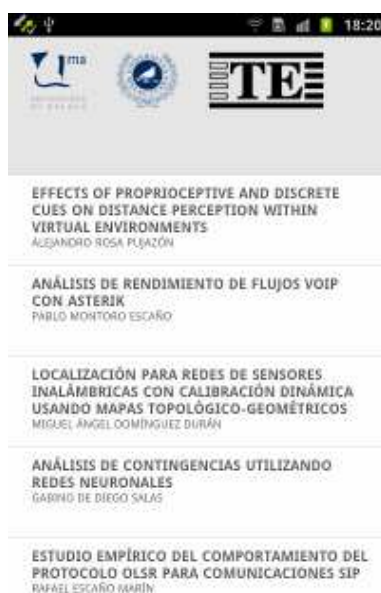 18:20
uma
TE
EFFECTS OF PROPRIOCEPTIVE AND DISCRETE
CUES ON DISTANCE PERCEPTION WITHIN
VIRTUAL ENVIRONMENTS
ALEJANDRO ROSA PUJAZÓN
ANÁLISIS DE RENDIMIENTO DE FLUJOS VOIP
CON ASTERIK
PABLO MONTORO ESCAÑO
LOCALIZACIÓN PARA REDES DE SENSORES
INALÁMBRICAS CON CALIBRACIÓN DINÁMICA
USANDO MAPAS TOPOLÓGICO-GEOMÉTRICOS
MIGUEL ÁNGEL DOMÍNGUEZ DURÁN
ANÁLISIS DE CONTINGENCIAS UTILIZANDO
REDES NEURONALES
GABINO DE DIEGO SALAS
ESTUDIO EMPÍRICO DEL COMPORTAMIENTO DEL
PROTOCOLO OLSR PARA COMUNICACIONES SIP
RAFAEL ESCAÑO MARÍN